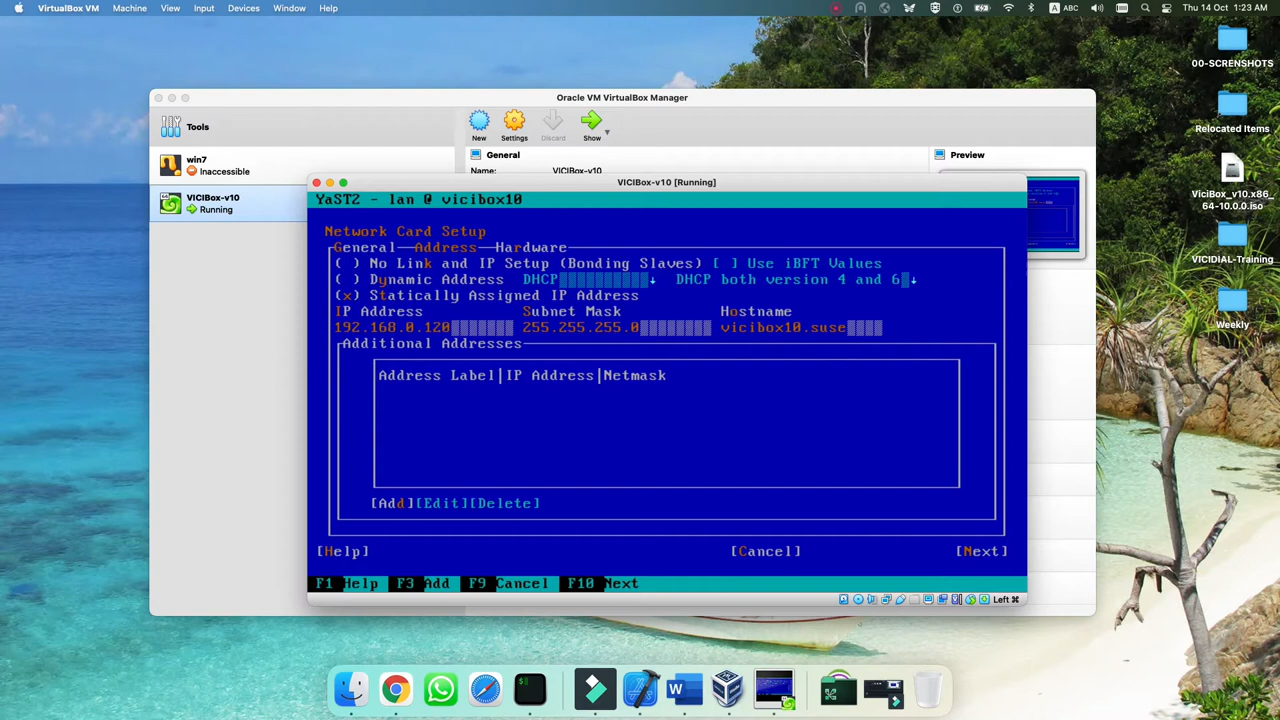 VirtualBox VM Machine View Input Devices Window Help ABC Thu 14 Oct 1:23 AM
00-SCRENSHOTS
Relocated Items
ViciBox_v10.x86_
64-10.0.0.iso
VICIDIAL-Training
Weekly
Oracle VM VirtualBox Manager
Tools
New Settings Discard Show
win7
Inaccessible
VICIBox-v10
Running
General
Name: VICIBox-v10
Preview
VICIBox-v10 [Running]
YaST2 - lan @ vicibox10
Network Card Setup
General Address Hardware
( ) No Link and IP Setup (Bonding Slaves) [ ] Use iBFT Values
( ) Dynamic Address DHCP↓ DHCP both version 4 and 6↓
(x) Statically Assigned IP Address
IP Address Subnet Mask Hostname
192.168.0.120 255.255.255.0 vicibox10.suse
Additional Addresses
Address Label|IP Address|Netmask
[Add][Edit][Delete]
[Help] [Cancel] [Next]
F1 Help F3 Add F9 Cancel F10 Next
Left ⌘